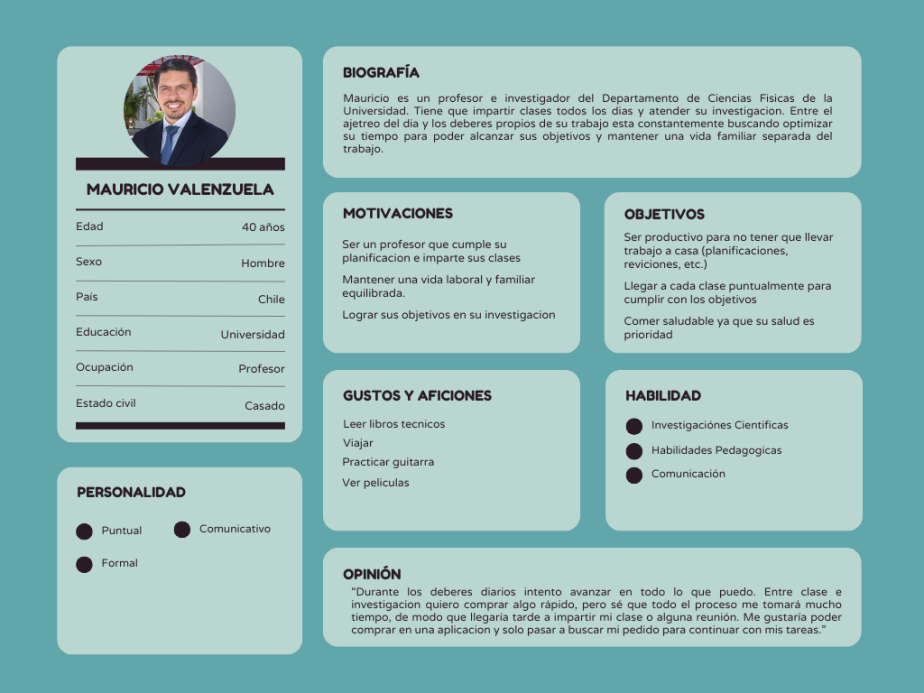 MAURICIO VALENZUELA
Edad 40 años
Sexo Hombre
País Chile
Educación Universidad
Ocupación Profesor
Estado civil Casado
PERSONALIDAD
Puntual Comunicativo
Formal
BIOGRAFÍA
Mauricio es un profesor e investigador del Departamento de Ciencias Fisicas de la
Universidad. Tiene que impartir clases todos los dias y atender su investigacion. Entre el
ajetreo del día y los deberes propios de su trabajo esta constantemente buscando optimizar
su tiempo para poder alcanzar sus objetivos y mantener una vida familiar separada del
trabajo.
MOTIVACIONES
Ser un profesor que cumple su
planificacion e imparte sus clases
Mantener una vida laboral y familiar
equilibrada.
Lograr sus objetivos en su investigacion
OBJETIVOS
Ser productivo para no tener que llevar
trabajo a casa (planificaciones,
reviciones, etc.)
Llegar a cada clase puntualmente para
cumplir con los objetivos
Comer saludable ya que su salud es
prioridad
GUSTOS Y AFICIONES
Leer libros tecnicos
Viajar
Practicar guitarra
Ver peliculas
HABILIDAD
Investigaciónes Cientificas
Habilidades Pedagogicas
Comunicación
OPINIÓN
“Durante los deberes diarios intento avanzar en todo lo que puedo. Entre clase e
investigacion quiero comprar algo rápido, pero sé que todo el proceso me tomará mucho
tiempo, de modo que llegaría tarde a impartir mi clase o alguna reunión. Me gustaría poder
comprar en una aplicacion y solo pasar a buscar mi pedido para continuar con mis tareas.”